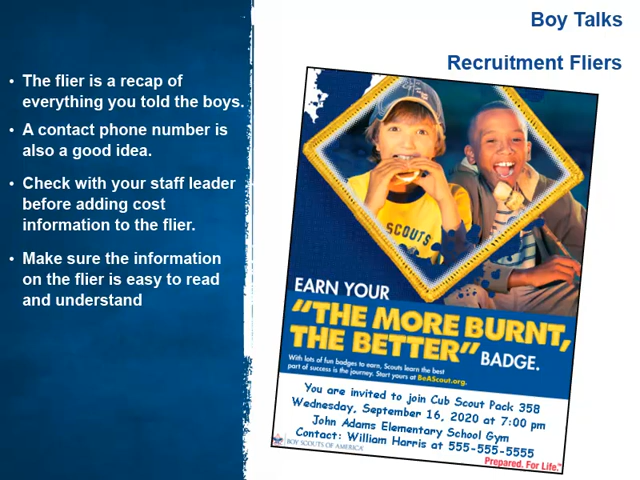 Boy Talks
Recruitment Fliers
• The flier is a recap of
everything you told the boys.
• A contact phone number is
also a good idea.
• Check with your staff leader
before adding cost
information to the flier.
• Make sure the information
on the flier is easy to read
and understand
SCOUTS
EARN YOUR
"THE MORE BURNT,
THE BETTER" BADGE.
With lots of fun badges to earn, Scouts learn the best
part of success is the journey. Start yours at BeAScout.org.
You are invited to join Cub Scout Pack 358
Wednesday, September 16, 2020 at 7:00 pm
John Adams Elementary School Gym
Contact: William Harris at 555-555-5555
BOY SCOUTS OF AMERICA
Prepared. For Life.™